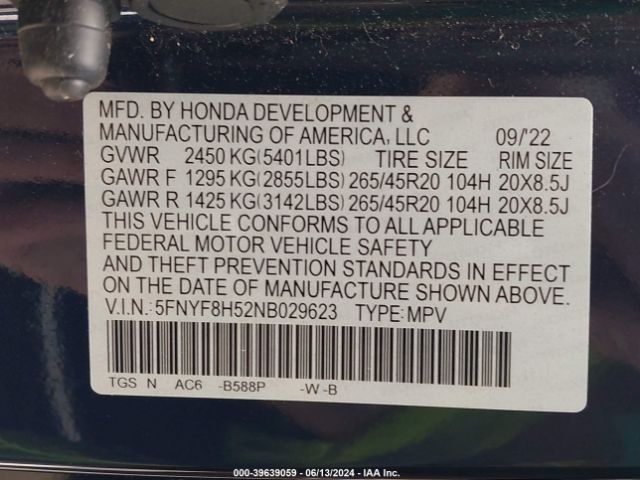 MFD. BY HONDA DEVELOPMENT &
MANUFACTURING OF AMERICA, LLC 09/'22
GVWR 2450 KG(5401LBS) TIRE SIZE RIM SIZE
GAWR F 1295 KG(2855LBS) 265/45R20 104H 20X8.5J
GAWR R 1425 KG(3142LBS) 265/45R20 104H 20X8.5J
THIS VEHICLE CONFORMS TO ALL APPLICABLE
FEDERAL MOTOR VEHICLE SAFETY
AND THEFT PREVENTION STANDARDS IN EFFECT
ON THE DATE OF MANUFACTURE SHOWN ABOVE.
V.I.N.: 5FNYF8H52NB029623 TYPE: MPV
TGS N AC6 -B588P -W -B
COPART 39639059 - 06/13/2024 - IAA Inc.